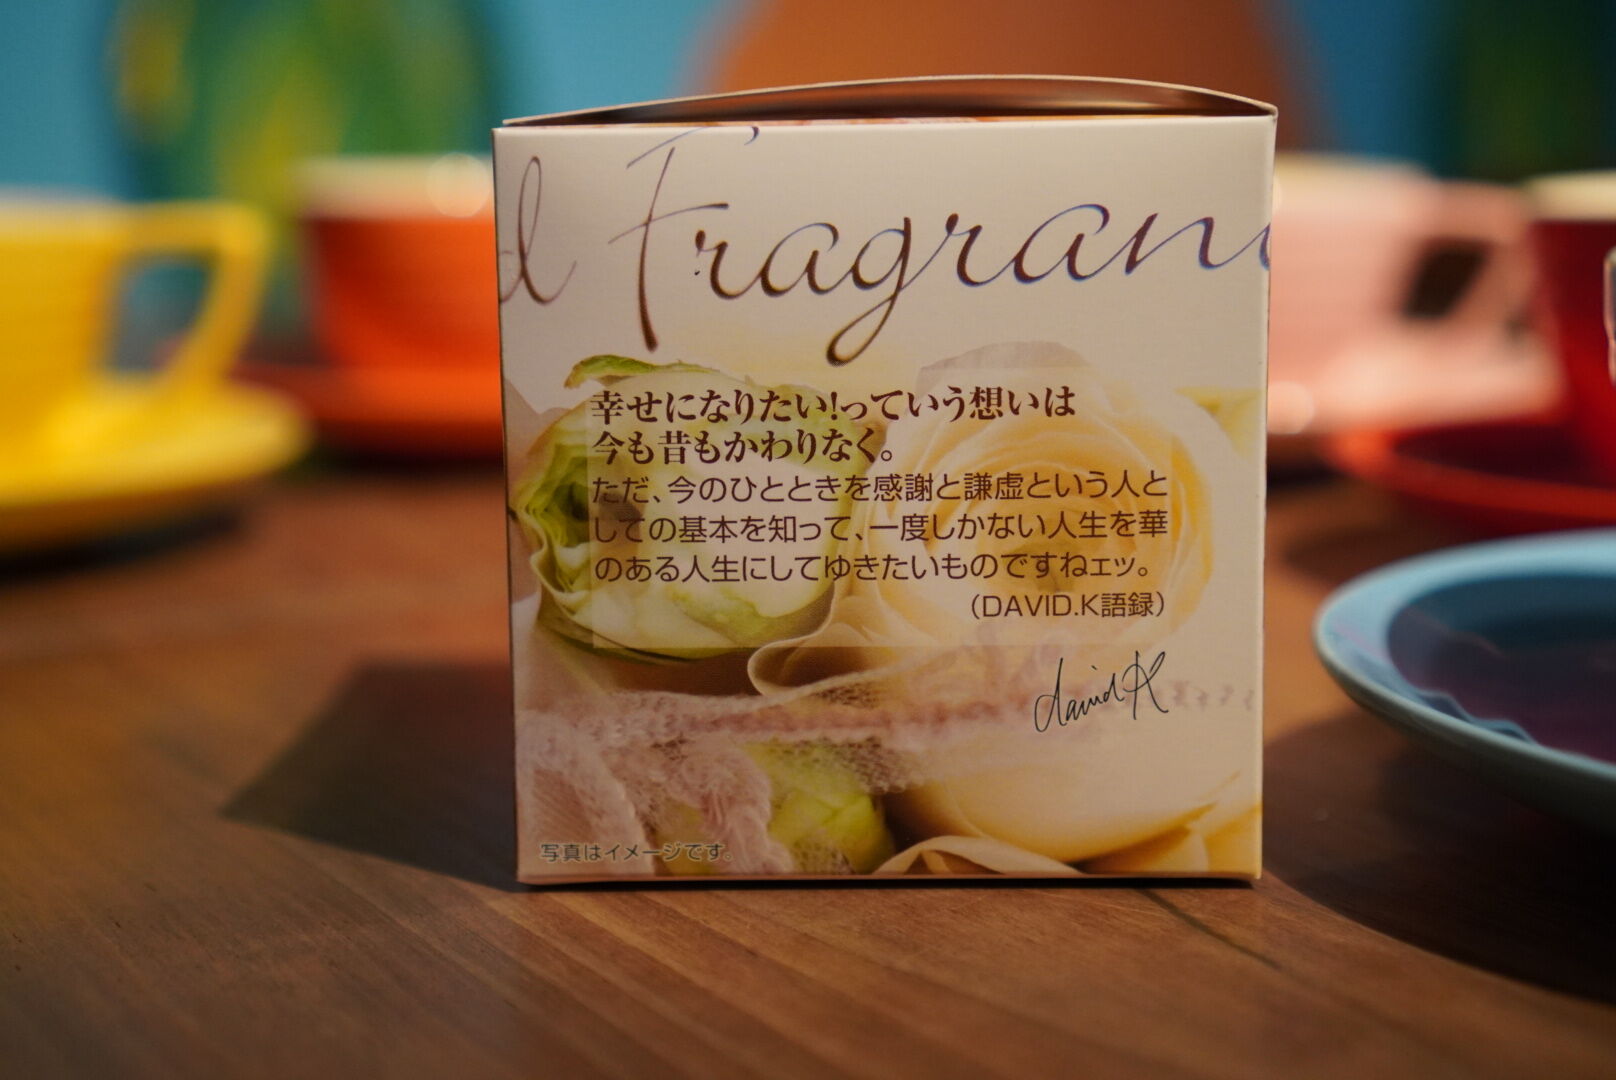 d Fragran
幸せになりたい!っていう想いは
今も昔もかわりなく。
ただ、今のひとときを感謝と謙虚という人と
しての基本を知って、一度しかない人生を華
のある人生にしてゆきたいものですねェッ。
（DAVID.K語録）
david K
写真はイメージです。